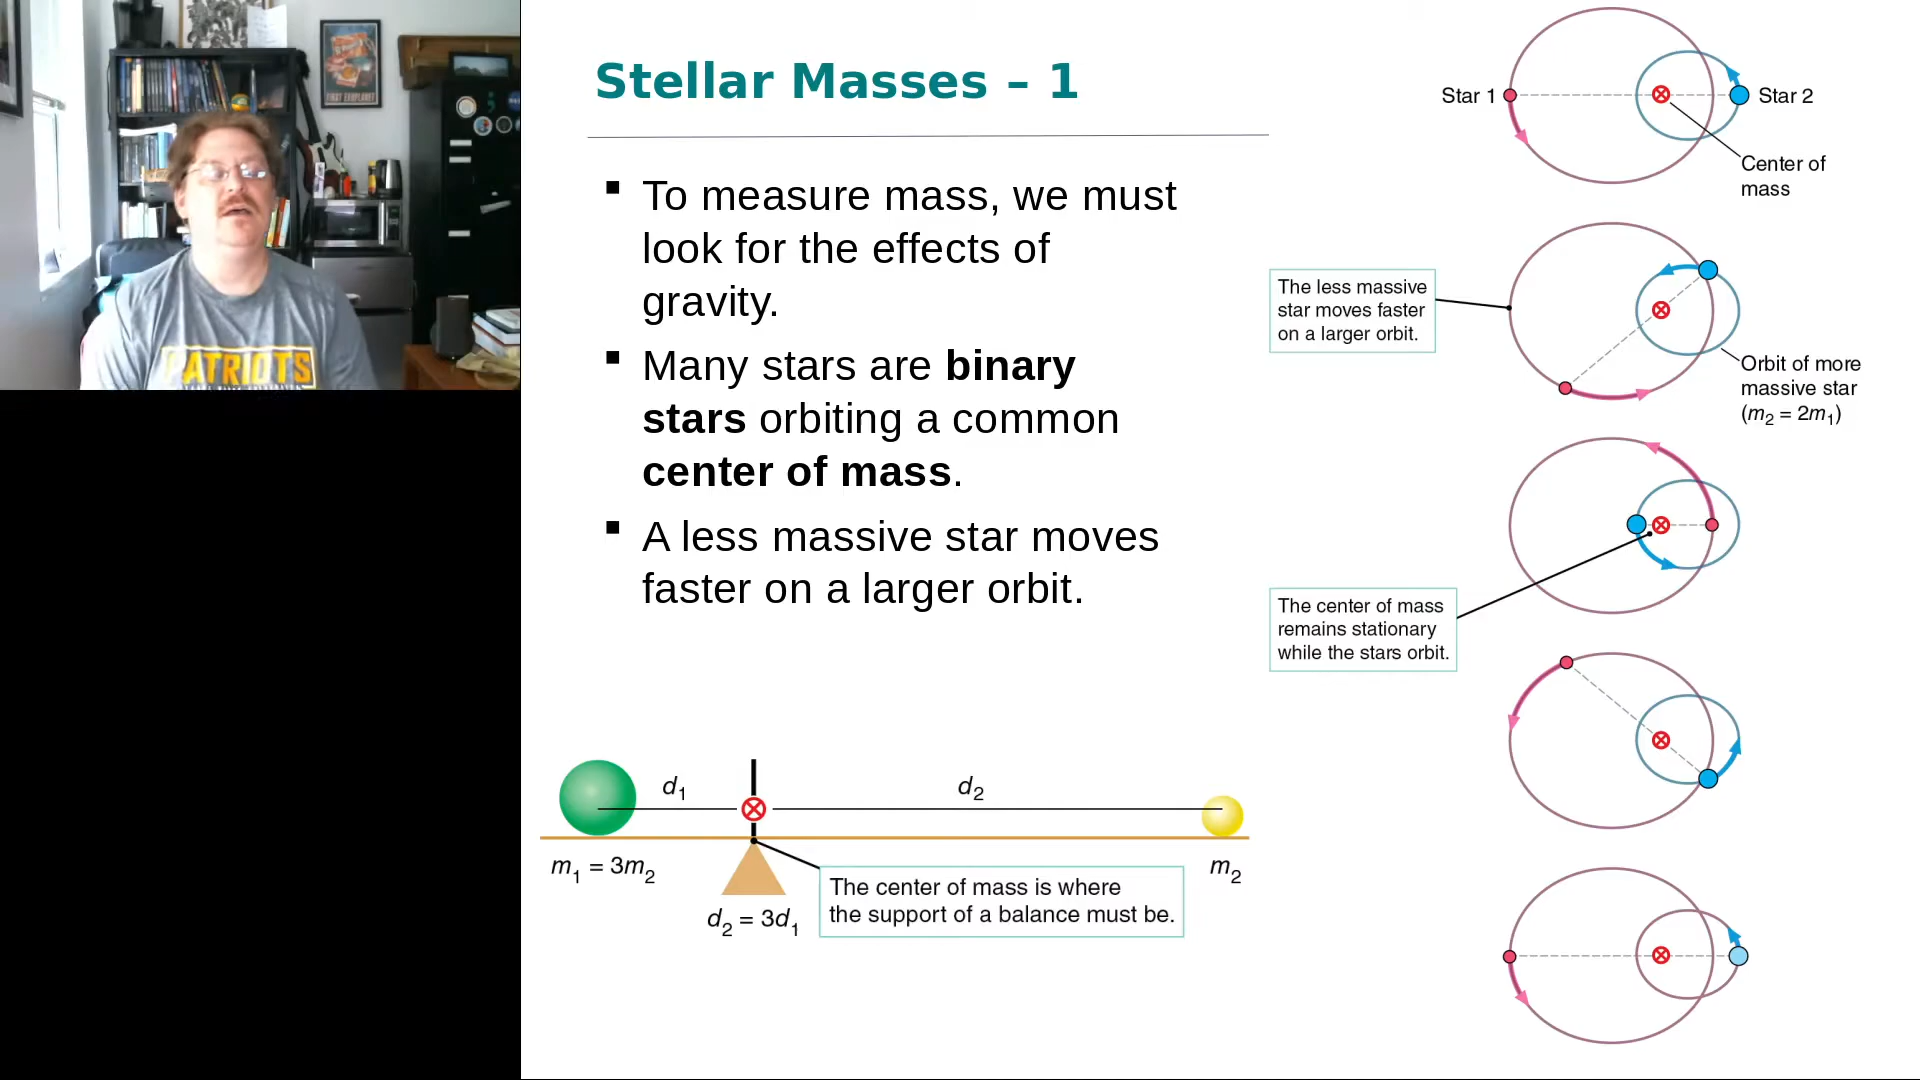 PATRIOTS
Stellar Masses – 1
▪ To measure mass, we must
look for the effects of
gravity.
▪ Many stars are binary
stars orbiting a common
center of mass.
▪ A less massive star moves
faster on a larger orbit.
d1
d2
m1 = 3m2
m2
d2 = 3d1
The center of mass is where
the support of a balance must be.
Star 1
Star 2
Center of
mass
The less massive
star moves faster
on a larger orbit.
Orbit of more
massive star
(m2 = 2m1)
The center of mass
remains stationary
while the stars orbit.